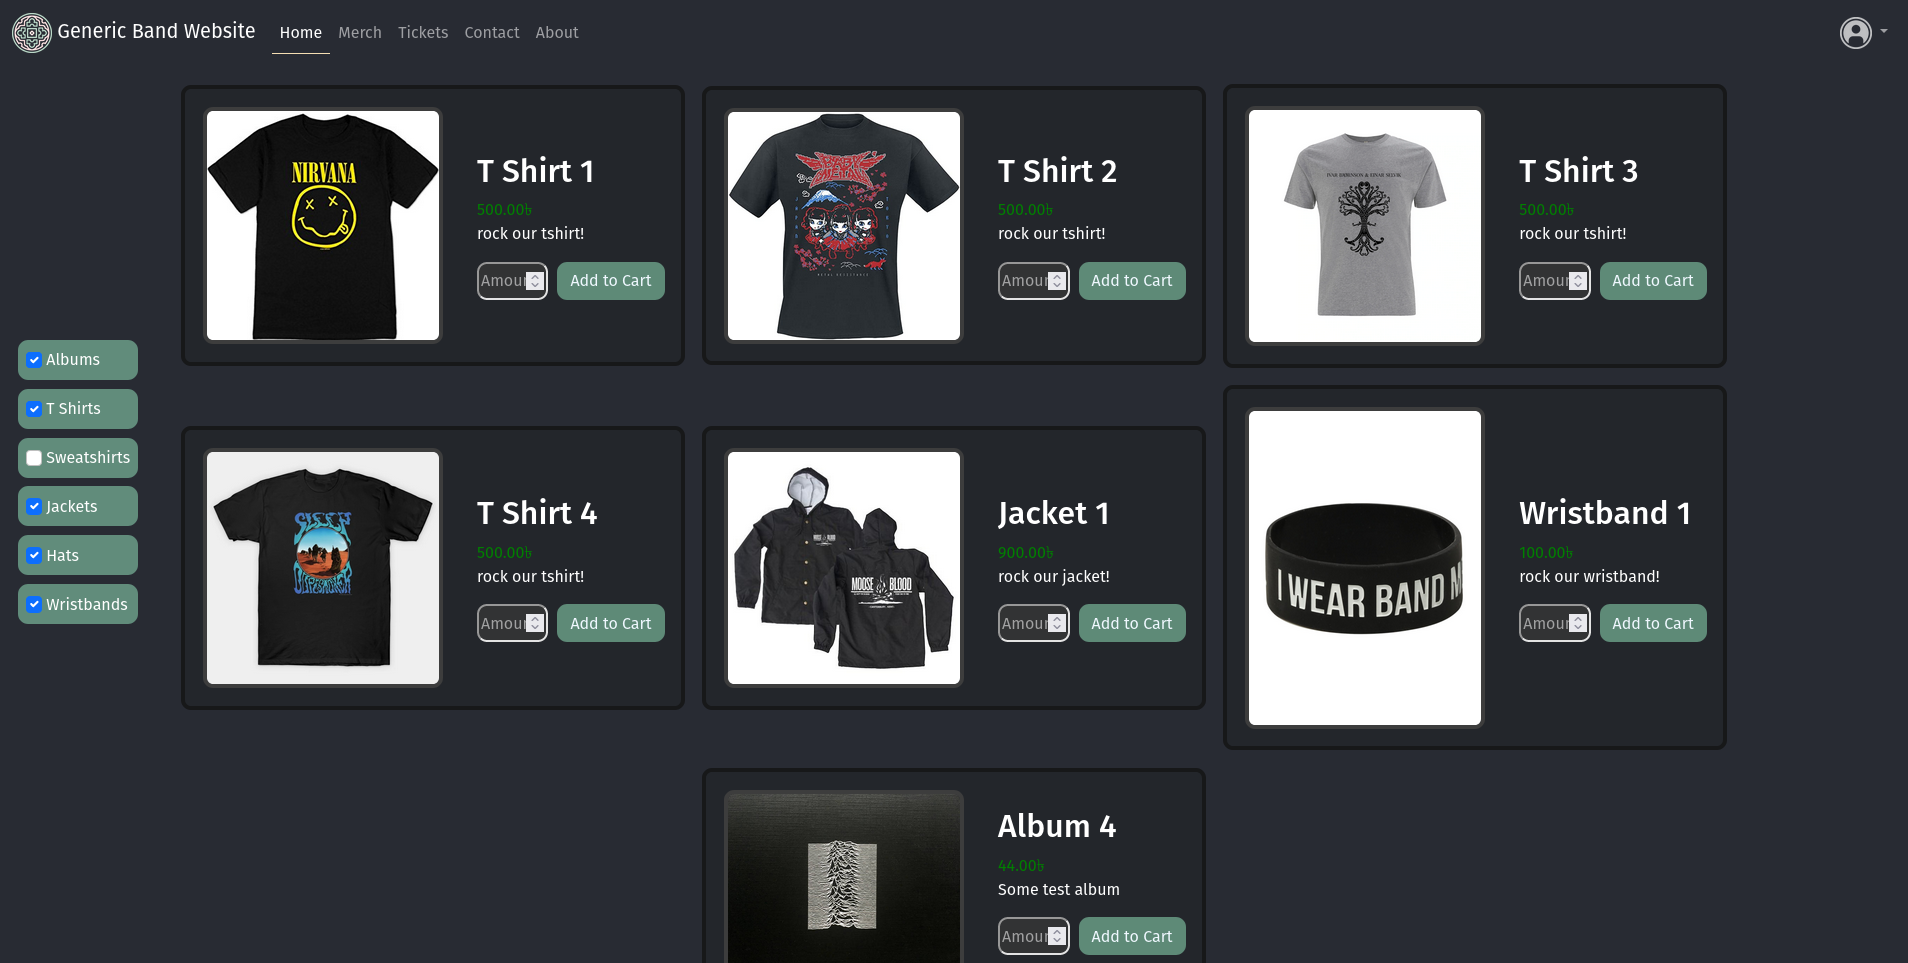 Generic Band Website
Home
Merch
Tickets
Contact
About
NIRVANA
T Shirt 1
500.00৳
rock our tshirt!
Amour
Add to Cart
T Shirt 2
500.00৳
rock our tshirt!
Amour
Add to Cart
IVAR BJØRNSON & EINAR SELVIK
T Shirt 3
500.00৳
rock our tshirt!
Amour
Add to Cart
Albums
T Shirts
Sweatshirts
Jackets
Hats
Wristbands
SLEEP
T Shirt 4
500.00৳
rock our tshirt!
Amour
Add to Cart
MOOSE BLOOD
Jacket 1
900.00৳
rock our jacket!
Amour
Add to Cart
I WEAR BAND M
Wristband 1
100.00৳
rock our wristband!
Amour
Add to Cart
Album 4
44.00৳
Some test album
Amour
Add to Cart